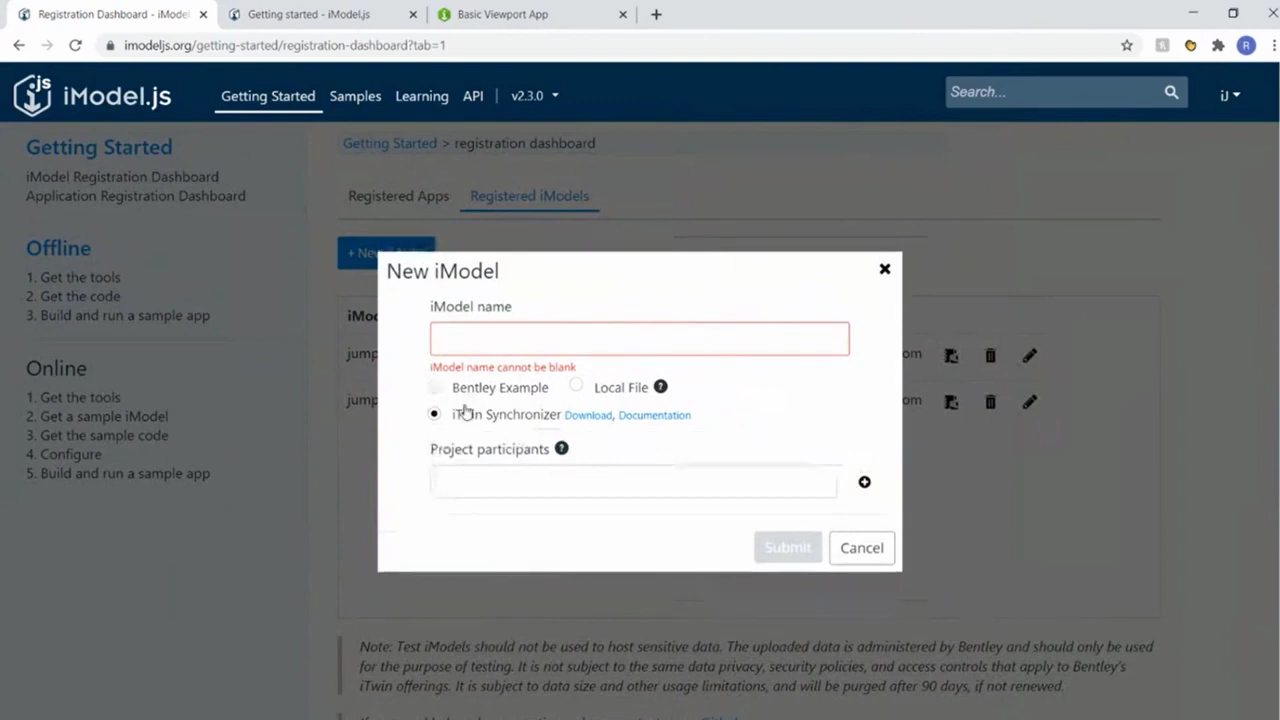 Registration Dashboard - iModel
Getting started - iModel.js
Basic Viewport App
imodeljs.org/getting-started/registration-dashboard?tab=1
R
js
iModel.js
Getting Started
Samples
Learning
API
v2.3.0
Search...
iJ
Getting Started
iModel Registration Dashboard
Application Registration Dashboard
Offline
1. Get the tools
2. Get the code
3. Build and run a sample app
Online
1. Get the tools
2. Get a sample iModel
3. Get the sample code
4. Configure
5. Build and run a sample app
Getting Started > registration dashboard
Registered Apps
Registered iModels
New iModel
iModel name
iModel name cannot be blank
Bentley Example
Local File ?
iTwin Synchronizer Download, Documentation
Project participants ?
Submit
Cancel
jump
om
jump
om
Note: Test iModels should not be used to host sensitive data. The uploaded data is administered by Bentley and should only be used
for the purpose of testing. It is not subject to the same data privacy, security policies, and access controls that apply to Bentley's
iTwin offerings. It is subject to data size and other usage limitations, and will be purged after 90 days, if not renewed.